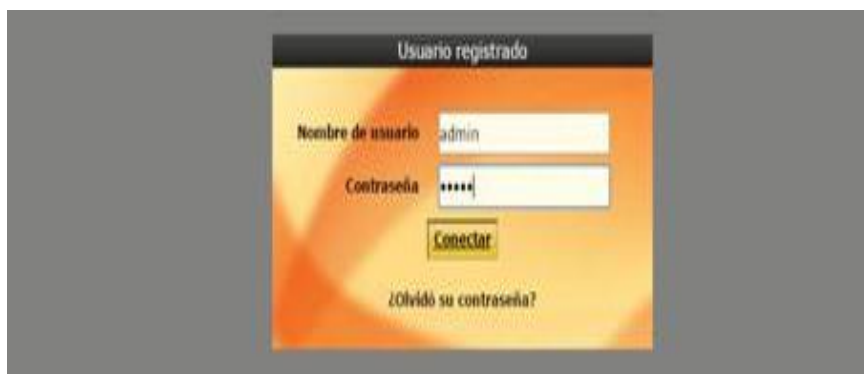 Usuario registrado
Nombre de usuario admin
Contraseña •••••
Conectar
¿Olvidó su contraseña?